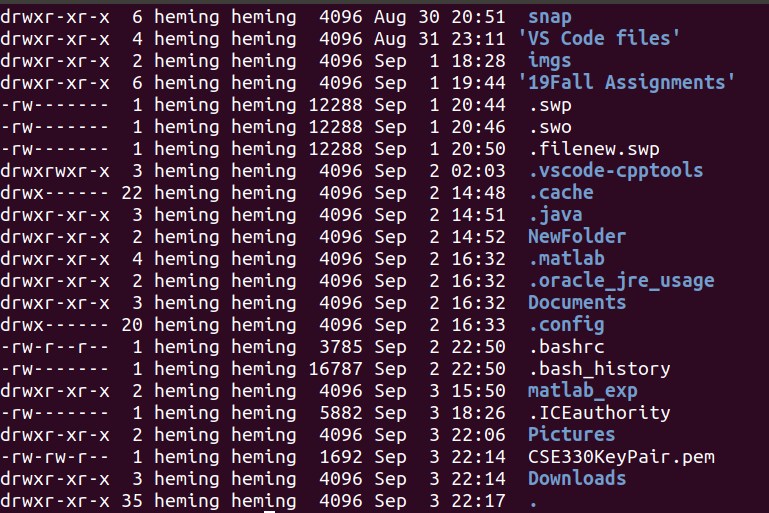 drwxr-xr-x  6 heming heming  4096 Aug 30 20:51  snap
drwxr-xr-x  4 heming heming  4096 Aug 31 23:11 'VS Code files'
drwxr-xr-x  2 heming heming  4096 Sep  1 18:28  imgs
drwxr-xr-x  6 heming heming  4096 Sep  1 19:44 '19Fall Assignments'
-rw-------  1 heming heming 12288 Sep  1 20:44  .swp
-rw-------  1 heming heming 12288 Sep  1 20:46  .swo
-rw-------  1 heming heming 12288 Sep  1 20:50  .filenew.swp
drwxrwxr-x  3 heming heming  4096 Sep  2 02:03  .vscode-cpptools
drwx------ 22 heming heming  4096 Sep  2 14:48  .cache
drwxr-xr-x  3 heming heming  4096 Sep  2 14:51  .java
drwxr-xr-x  2 heming heming  4096 Sep  2 14:52  NewFolder
drwxr-xr-x  4 heming heming  4096 Sep  2 16:32  .matlab
drwxr-xr-x  2 heming heming  4096 Sep  2 16:32  .oracle_jre_usage
drwxr-xr-x  3 heming heming  4096 Sep  2 16:32  Documents
drwx------ 20 heming heming  4096 Sep  2 16:33  .config
-rw-r--r--  1 heming heming  3785 Sep  2 22:50  .bashrc
-rw-------  1 heming heming 16787 Sep  2 22:50  .bash_history
drwxr-xr-x  2 heming heming  4096 Sep  3 15:50  matlab_exp
-rw-------  1 heming heming  5882 Sep  3 18:26  .ICEauthority
drwxr-xr-x  2 heming heming  4096 Sep  3 22:06  Pictures
-rw-rw-r--  1 heming heming  1692 Sep  3 22:14  CSE330KeyPair.pem
drwxr-xr-x  3 heming heming  4096 Sep  3 22:14  Downloads
drwxr-xr-x 35 heming heming  4096 Sep  3 22:17  .